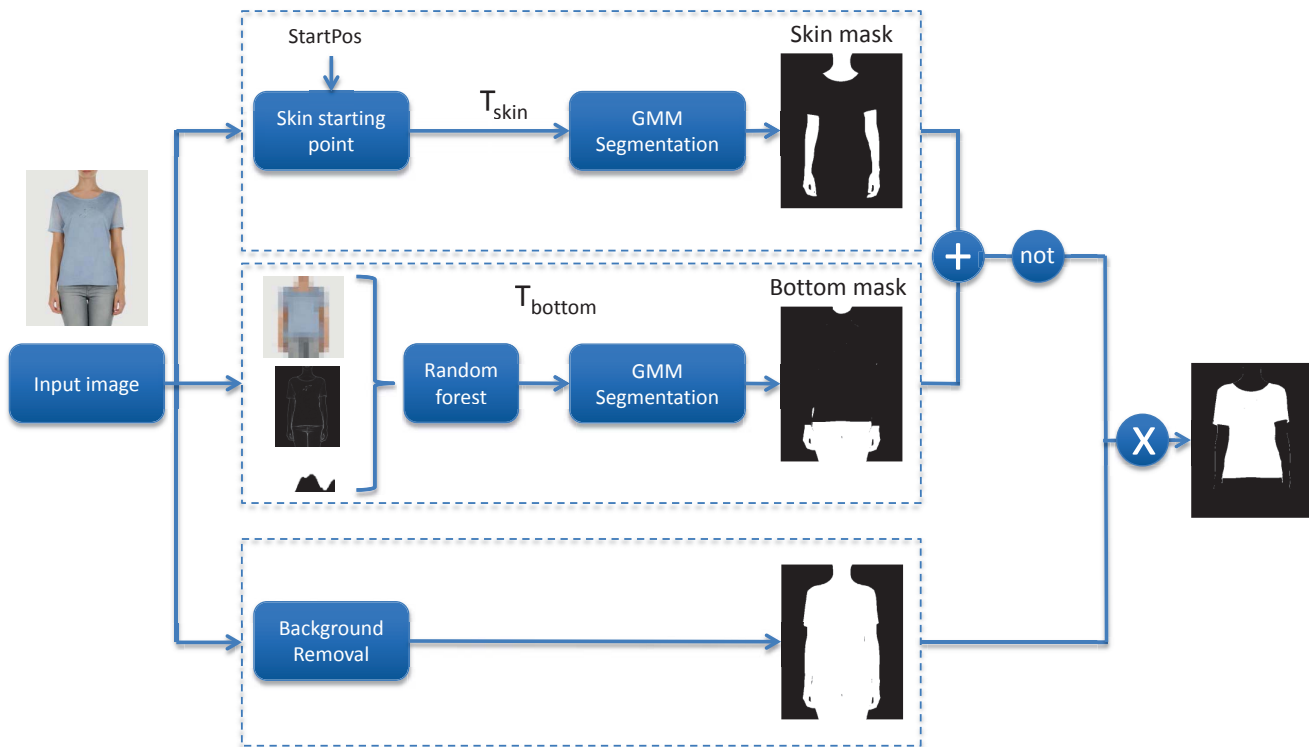 StartPos
Skin mask
Skin starting
point
T_skin
GMM
Segmentation
+
not
Bottom mask
T_bottom
Input image
Random
forest
GMM
Segmentation
X
Background
Removal